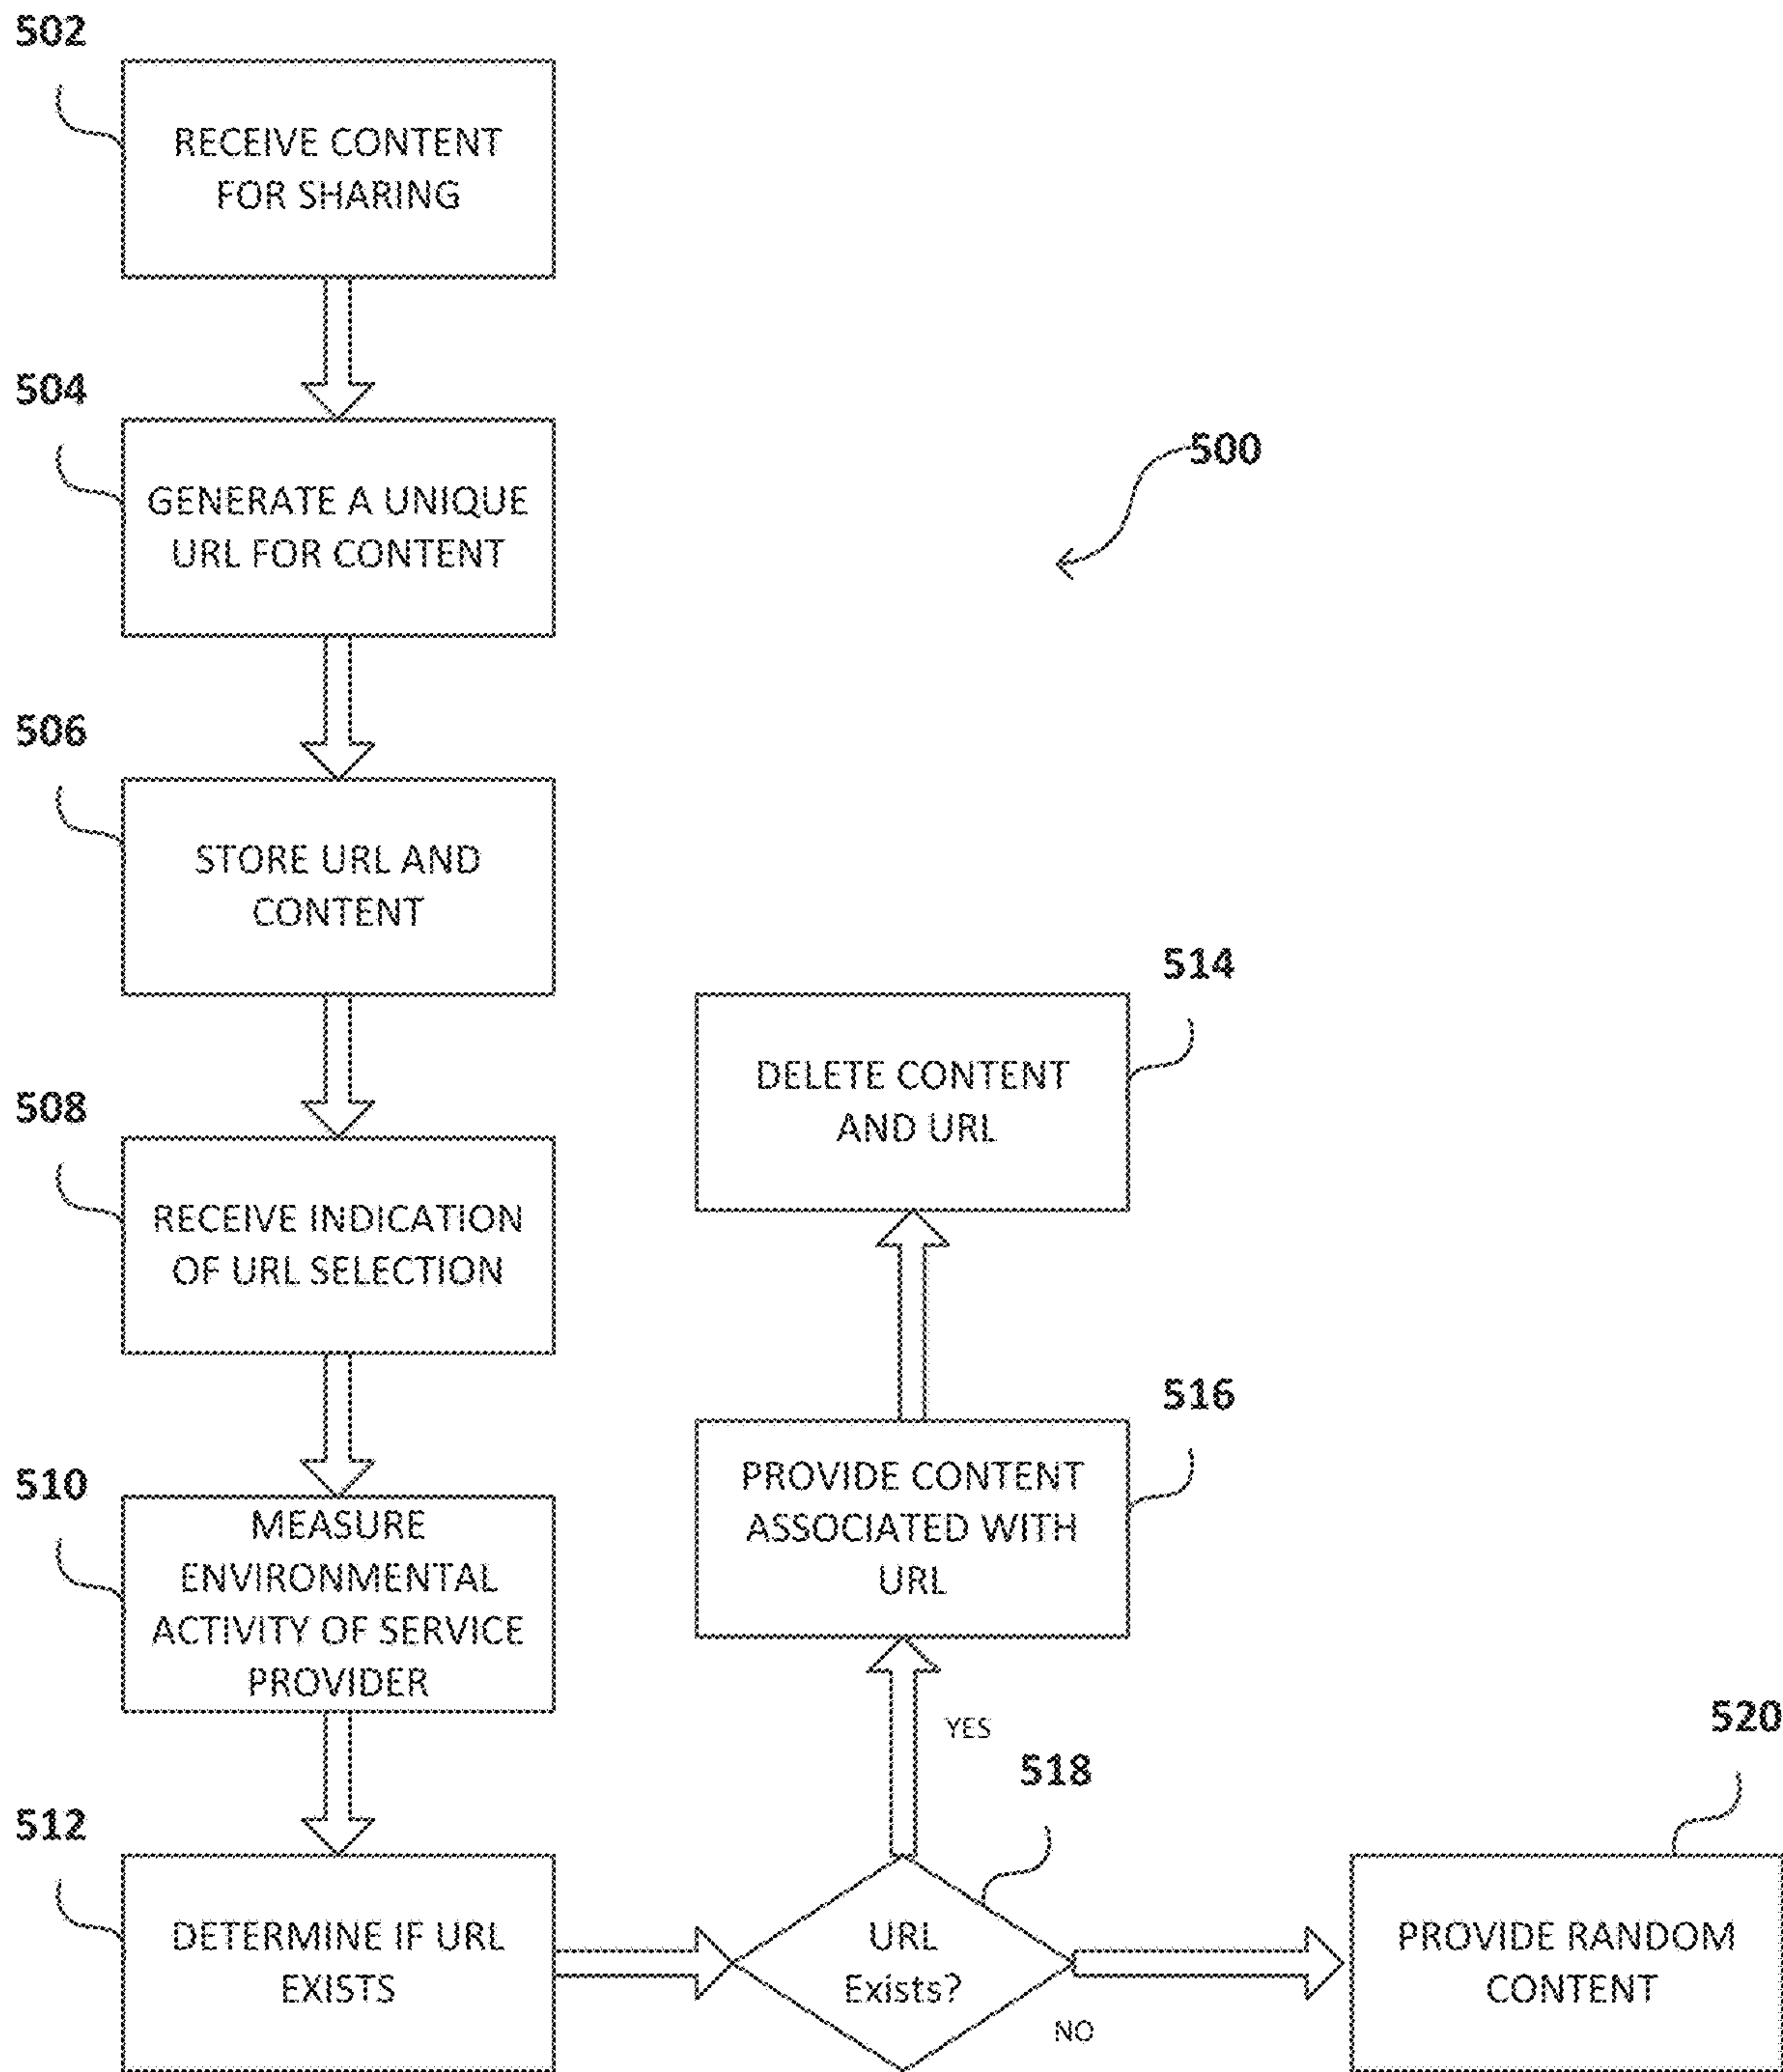 502
RECEIVE CONTENT
FOR SHARING
504
GENERATE A UNIQUE
URL FOR CONTENT
500
506
STORE URL AND
CONTENT
508
RECEIVE INDICATION
OF URL SELECTION
510
MEASURE
ENVIRONMENTAL
ACTIVITY OF SERVICE
PROVIDER
512
DETERMINE IF URL
EXISTS
514
DELETE CONTENT
AND URL
516
PROVIDE CONTENT
ASSOCIATED WITH
URL
YES
518
URL
Exists?
NO
520
PROVIDE RANDOM
CONTENT